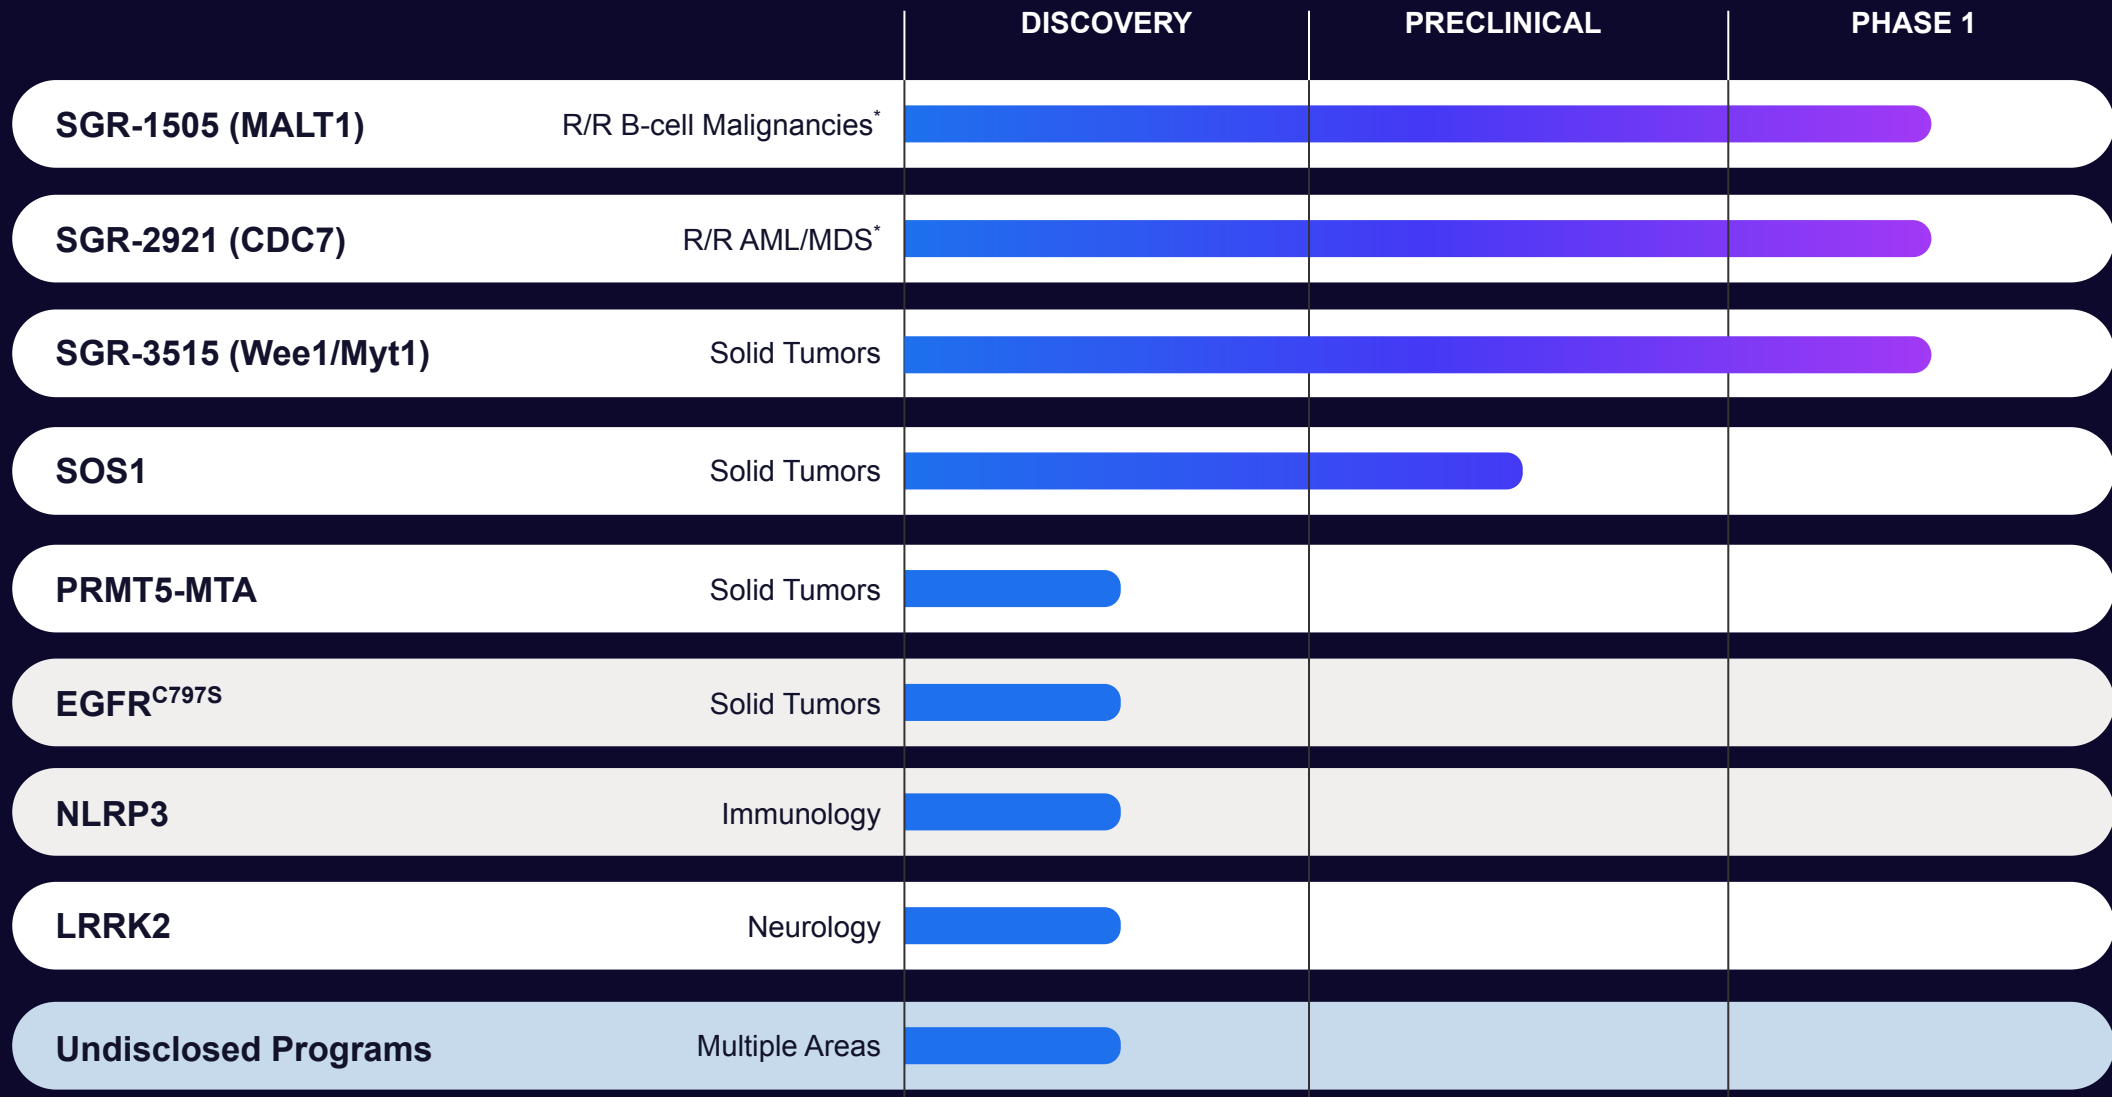 DISCOVERY PRECLINICAL PHASE 1
SGR-1505 (MALT1) R/R B-cell Malignancies*
SGR-2921 (CDC7) R/R AML/MDS*
SGR-3515 (Wee1/Myt1) Solid Tumors
SOS1 Solid Tumors
PRMT5-MTA Solid Tumors
EGFRC797S Solid Tumors
NLRP3 Immunology
LRRK2 Neurology
Undisclosed Programs Multiple Areas